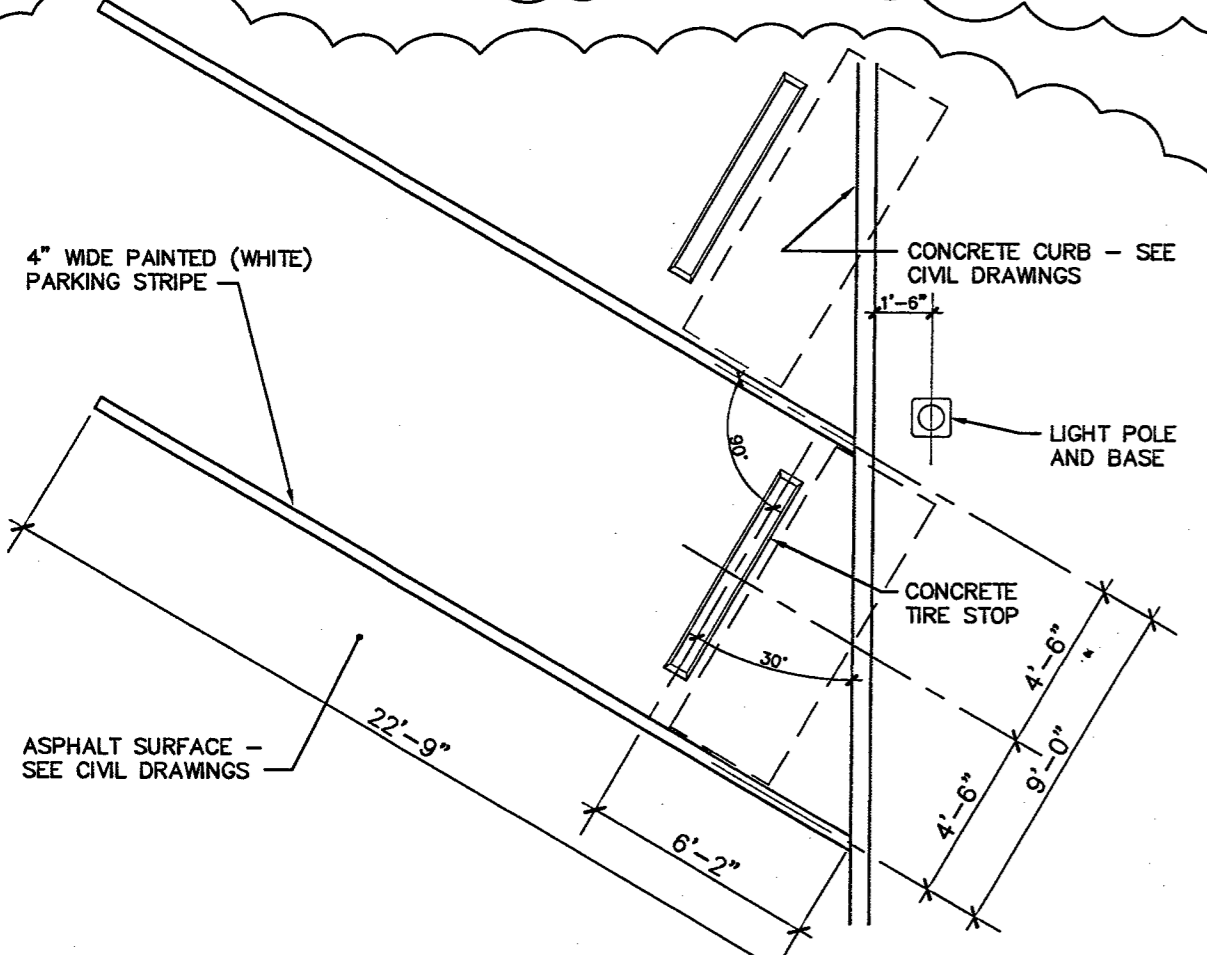 4" WIDE PAINTED (WHITE)
PARKING STRIPE
CONCRETE CURB – SEE
CIVIL DRAWINGS
1'-6"
LIGHT POLE
AND BASE
90°
CONCRETE
TIRE STOP
30°
4'-6"
9'-0"
4'-6"
22'-9"
ASPHALT SURFACE –
SEE CIVIL DRAWINGS
6'-2"